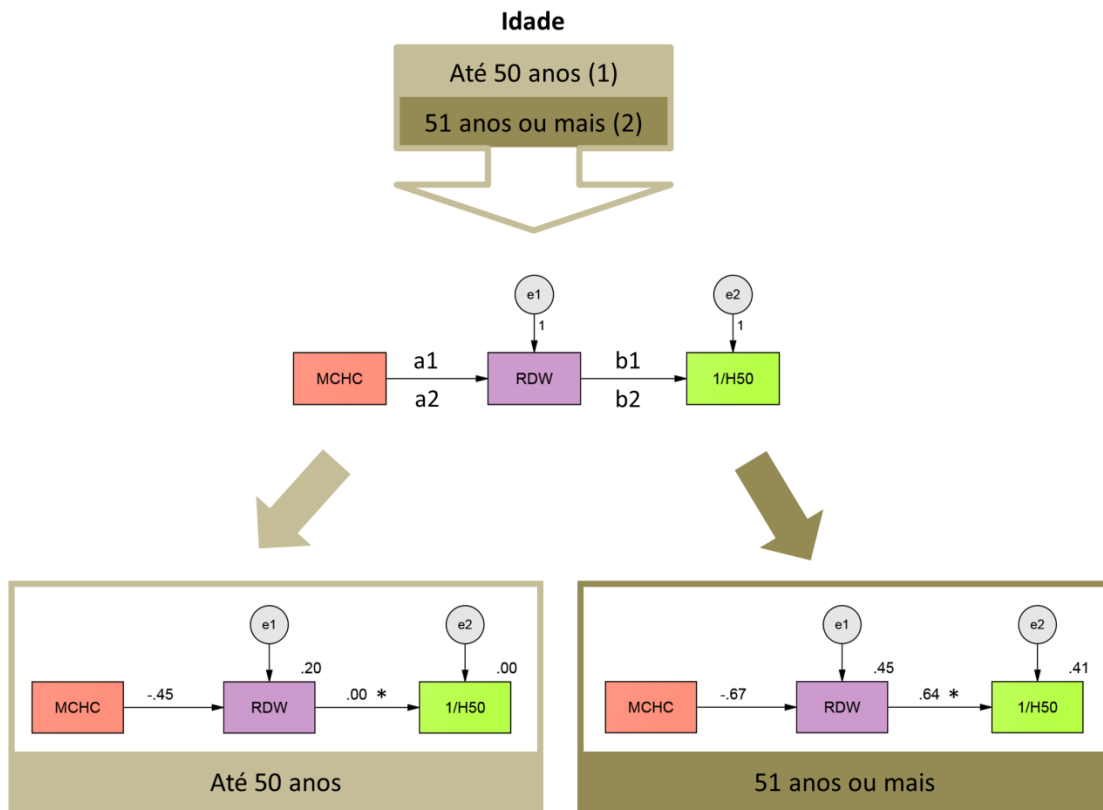 Idade
Até 50 anos (1)
51 anos ou mais (2)
e1
e2
1
1
MCHC
a1
a2
RDW
b1
b2
1/H50
e1
e2
.20
.00
MCHC
-.45
RDW
.00 *
1/H50
Até 50 anos
e1
e2
.45
.41
MCHC
-.67
RDW
.64 *
1/H50
51 anos ou mais